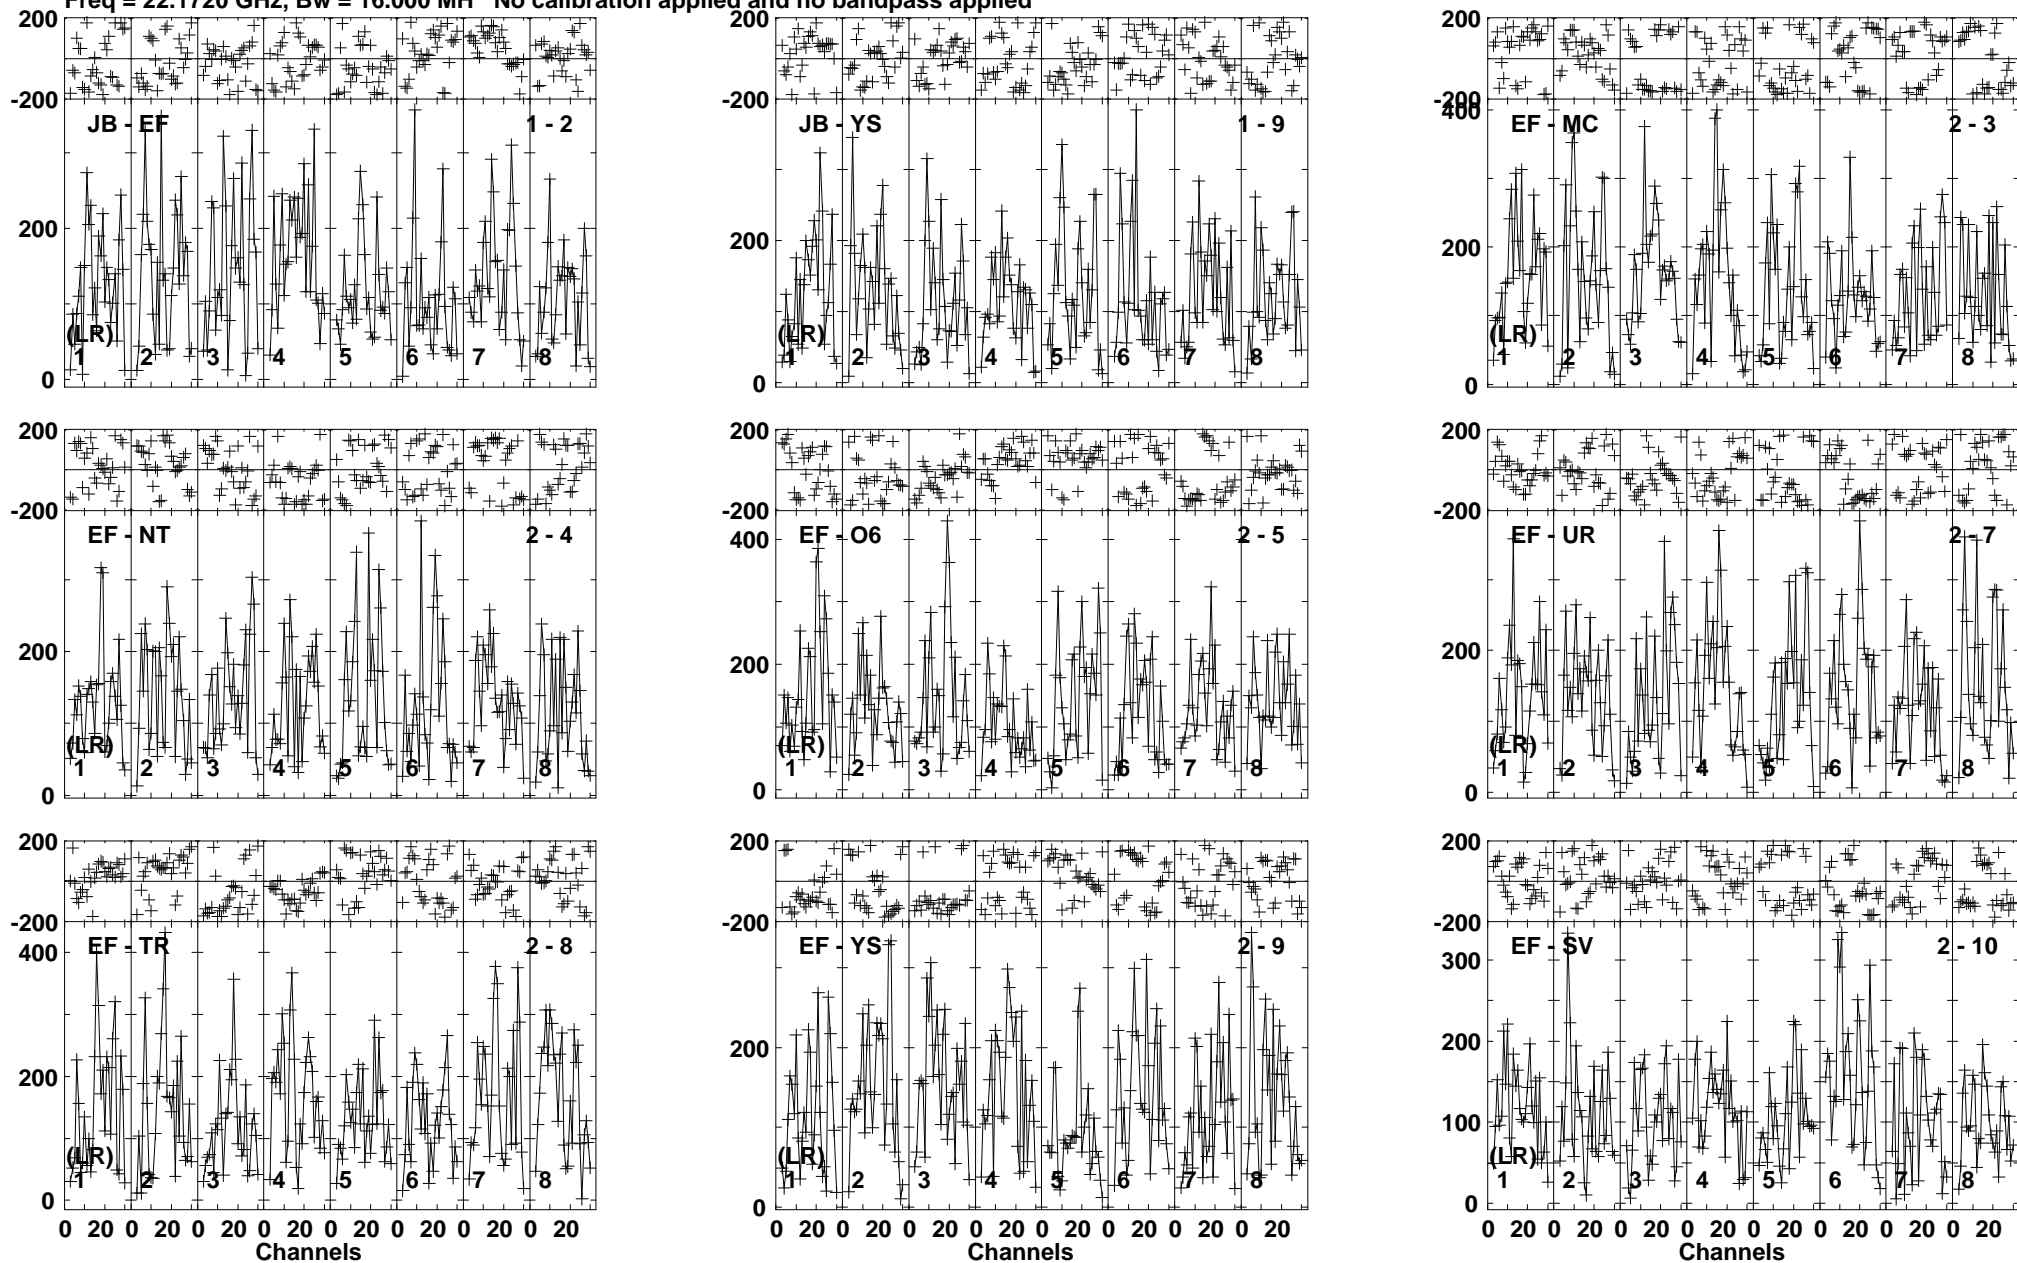 Freq = 22.1720 GHz, Bw = 16.000 MH No calibration applied and no bandpass applied
200 200 200
-200 -200 -200
JB - EF 1 - 2 JB - YS 1 - 9 400 EF - MC 2 - 3
200 200 200
(LR) (LR) (LR)
1 2 3 4 5 6 7 8 1 2 3 4 5 6 7 8 1 2 3 4 5 6 7 8
0 0 0
200 200 200
-200 -200 -200
EF - NT 2 - 4 400 EF - O6 2 - 5 EF - UR 2 - 7
200 200 200
(LR) (LR) (LR)
1 2 3 4 5 6 7 8 1 2 3 4 5 6 7 8 1 2 3 4 5 6 7 8
0 0 0
200 200 200
-200 -200 -200
400 EF - TR 2 - 8 EF - YS 2 - 9 300 EF - SV 2 - 10
200 200 200
100
(LR) (LR) (LR)
1 2 3 4 5 6 7 8 1 2 3 4 5 6 7 8 1 2 3 4 5 6 7 8
0 0 0
0 20 0 20 0 20 0 20 0 20 0 20 0 20 0 20 0 20 0 20 0 20 0 20 0 20 0 20 0 20 0 20 0 20 0 20 0 20 0 20 0 20 0 20 0 20 0 20
Channels Channels